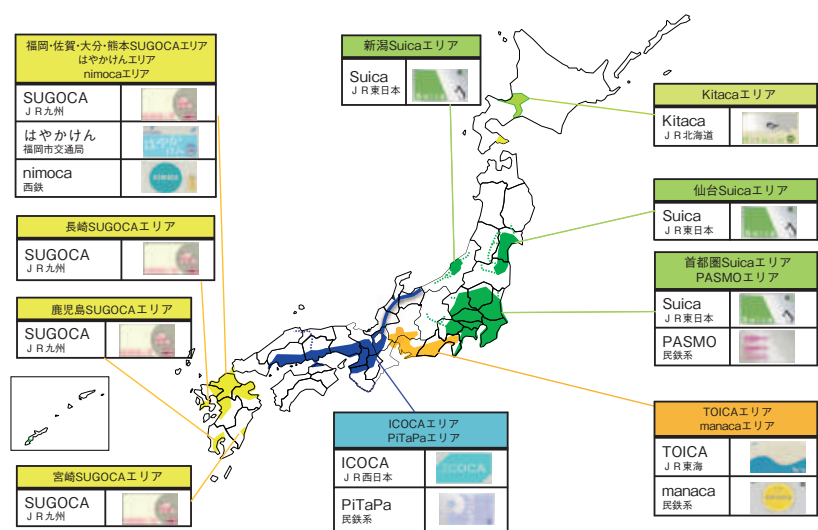 福岡・佐賀・大分・熊本SUGOCAエリア
はやかけんエリア
nimocaエリア
SUGOCA
ＪＲ九州
はやかけん
福岡市交通局
nimoca
西鉄
長崎SUGOCAエリア
SUGOCA
ＪＲ九州
鹿児島SUGOCAエリア
SUGOCA
ＪＲ九州
宮崎SUGOCAエリア
SUGOCA
ＪＲ九州
新潟Suicaエリア
Suica
ＪＲ東日本
Kitacaエリア
Kitaca
ＪＲ北海道
仙台Suicaエリア
Suica
ＪＲ東日本
首都圏Suicaエリア
PASMOエリア
Suica
ＪＲ東日本
PASMO
民鉄系
ICOCAエリア
PiTaPaエリア
ICOCA
ＪＲ西日本
ICOCA
PiTaPa
民鉄系
TOICAエリア
manacaエリア
TOICA
ＪＲ東海
manaca
民鉄系